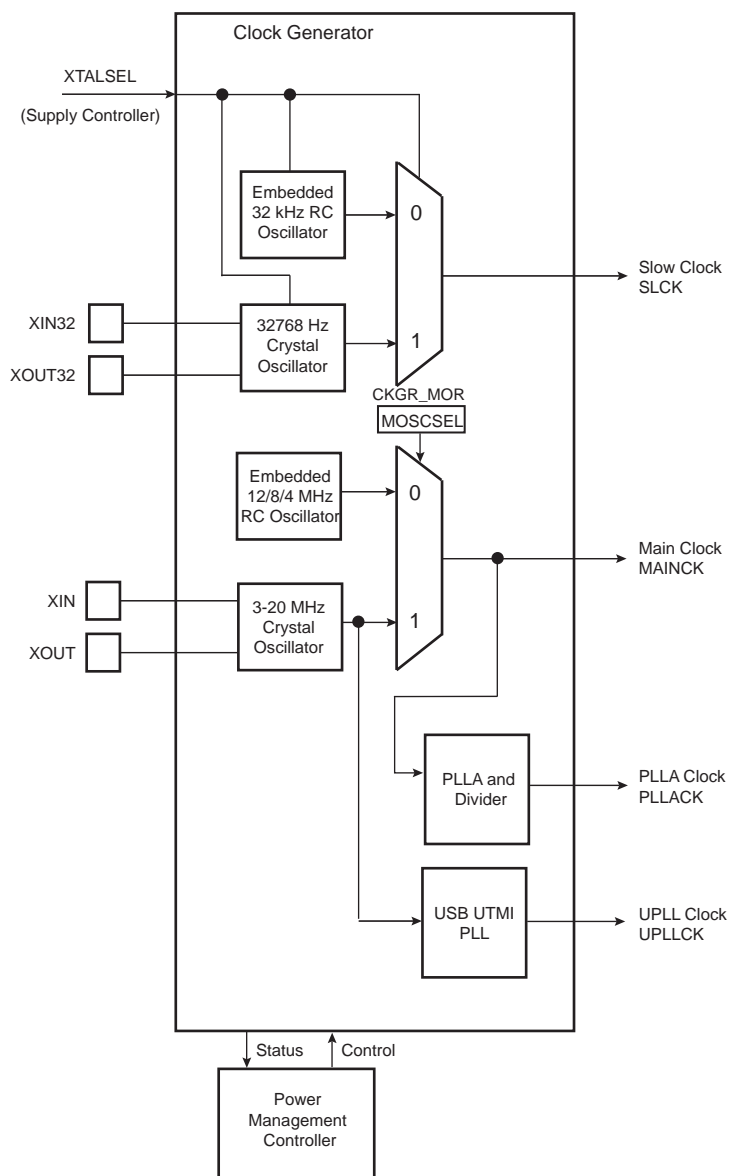 Clock Generator
XTALSEL
(Supply Controller)
Embedded
32 kHz RC
Oscillator
0
Slow Clock
SLCK
XIN32
32768 Hz
Crystal
Oscillator
1
XOUT32
CKGR_MOR
MOSCSEL
Embedded
12/8/4 MHz
RC Oscillator
0
Main Clock
MAINCK
XIN
3-20 MHz
Crystal
Oscillator
1
XOUT
PLLA and
Divider
PLLA Clock
PLLACK
USB UTMI
PLL
UPLL Clock
UPLLCK
Status
Control
Power
Management
Controller